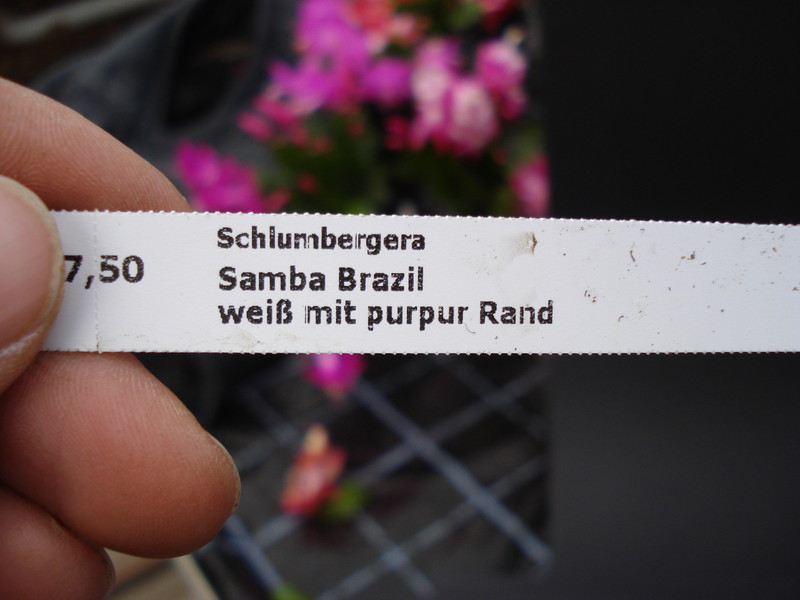 7,50
Schlumbergera
Samba Brazil
weiß mit purpur Rand